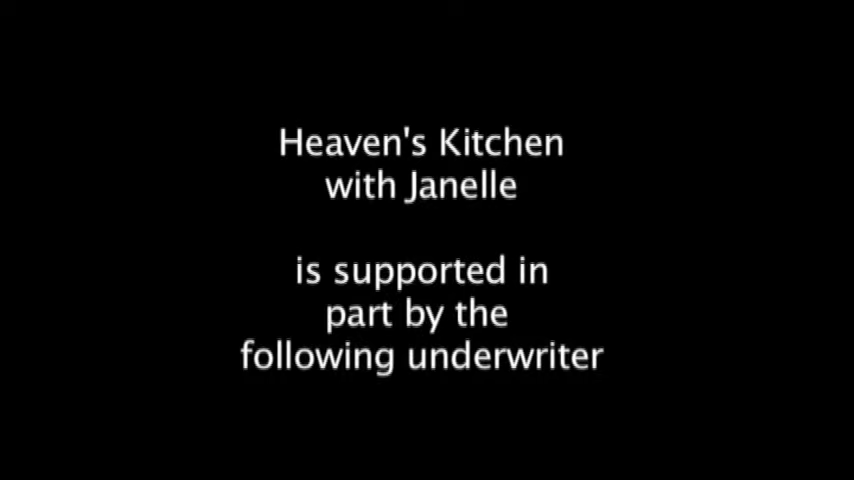 Heaven's Kitchen
with Janelle
is supported in
part by the
following underwriter